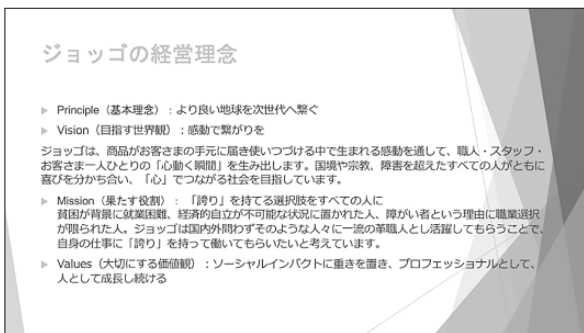 ジョッゴの経営理念
Principle（基本理念）：より良い地球を次世代へ繋ぐ
Vision（目指す世界観）：感動で繋がりを
ジョッゴは、商品がお客さまの手元に届き使いつづける中で生まれる感動を通して、職人・スタッフ・
お客さま一人ひとりの「心動く瞬間」を生み出します。国境や宗教、障害を超えたすべての人がともに
喜びを分かち合い、「心」でつながる社会を目指しています。
Mission（果たす役割）：「誇り」を持てる選択肢をすべての人に
貧困が背景に就業困難、経済的自立が不可能な状況に置かれた人、障がい者という理由に職業選択
が限られた人。ジョッゴは国内外問わずそのような人々に一流の革職人とし活躍してもらうことで、
自身の仕事に「誇り」を持って働いてもらいたいと考えています。
Values（大切にする価値観）：ソーシャルインパクトに重きを置き、プロフェッショナルとして、
人として成長し続ける